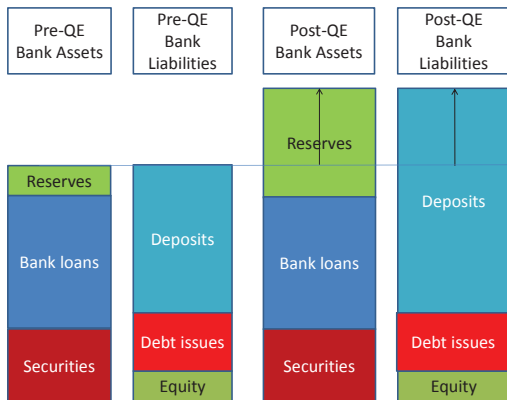 Pre-QE
Bank Assets
Pre-QE
Bank
Liabilities
Post-QE
Bank Assets
Post-QE
Bank
Liabilities
Reserves
Bank loans
Securities
Deposits
Debt issues
Equity
Reserves
Bank loans
Securities
Deposits
Debt issues
Equity